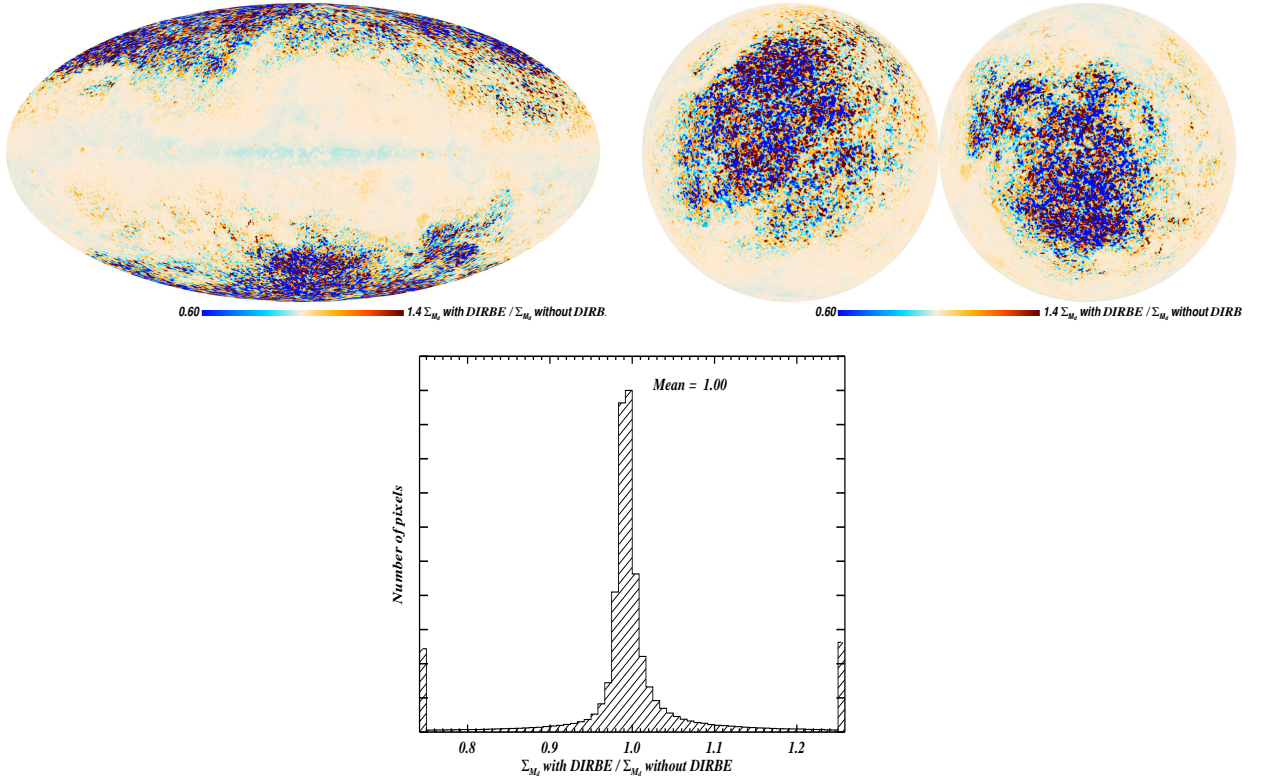 0.60 1.4 Σ_{M_d} with DIRBE / Σ_{M_d} without DIRB
0.60 1.4 Σ_{M_d} with DIRBE / Σ_{M_d} without DIRB
Mean = 1.00
Number of pixels
0.8 0.9 1.0 1.1 1.2
Σ_{M_d} with DIRBE / Σ_{M_d} without DIRBE